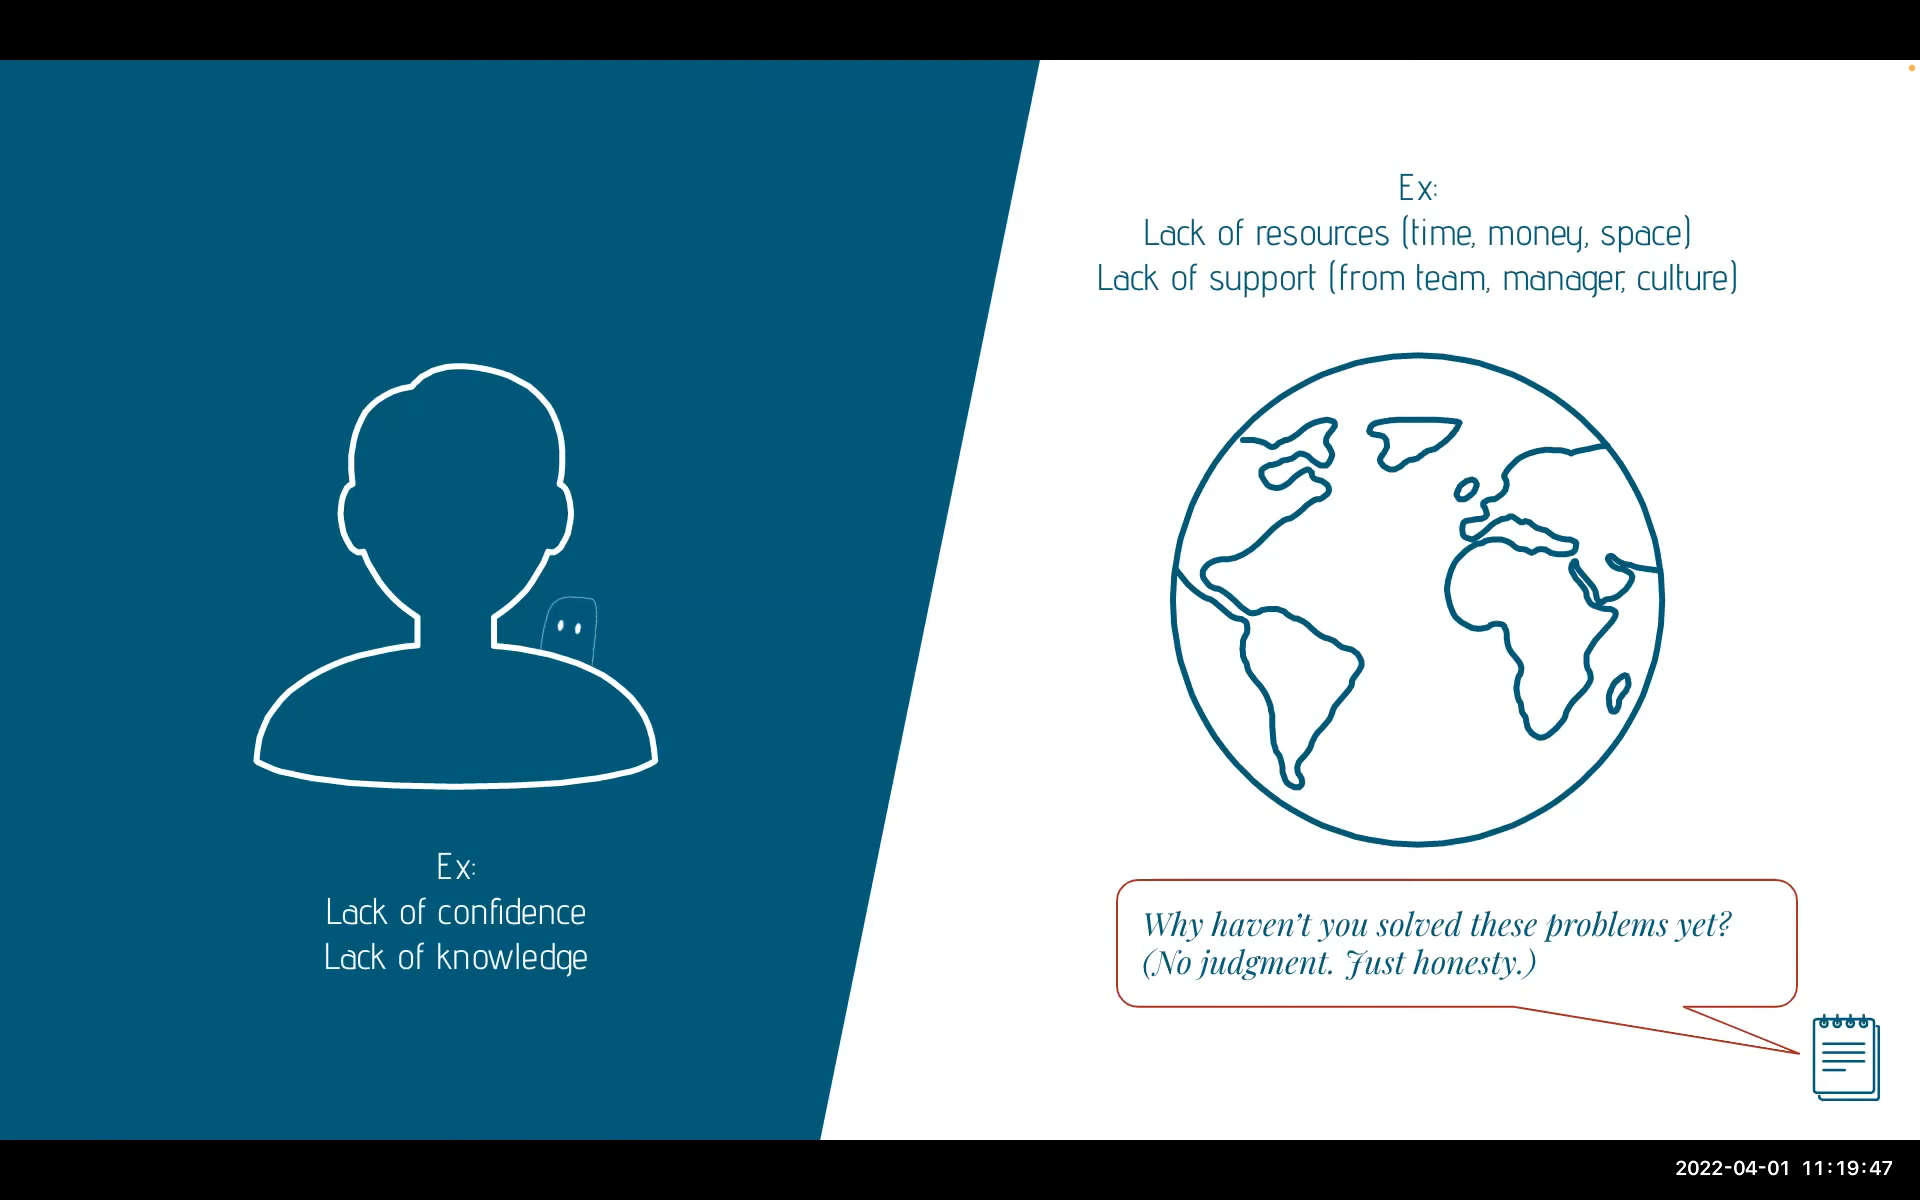 Ex:
Lack of confidence
Lack of knowledge
Ex:
Lack of resources (time, money, space)
Lack of support (from team, manager, culture)
Why haven't you solved these problems yet?
(No judgment. Just honesty.)
2022-04-01 11:19:47